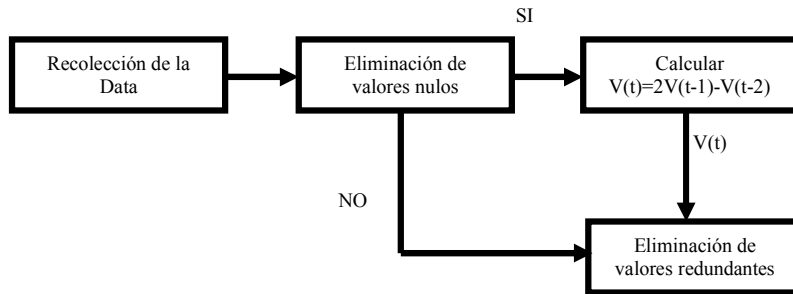 SI
Recolección de la
Data
Eliminación de
valores nulos
Calcular
V(t)=2V(t-1)-V(t-2)
V(t)
NO
Eliminación de
valores redundantes